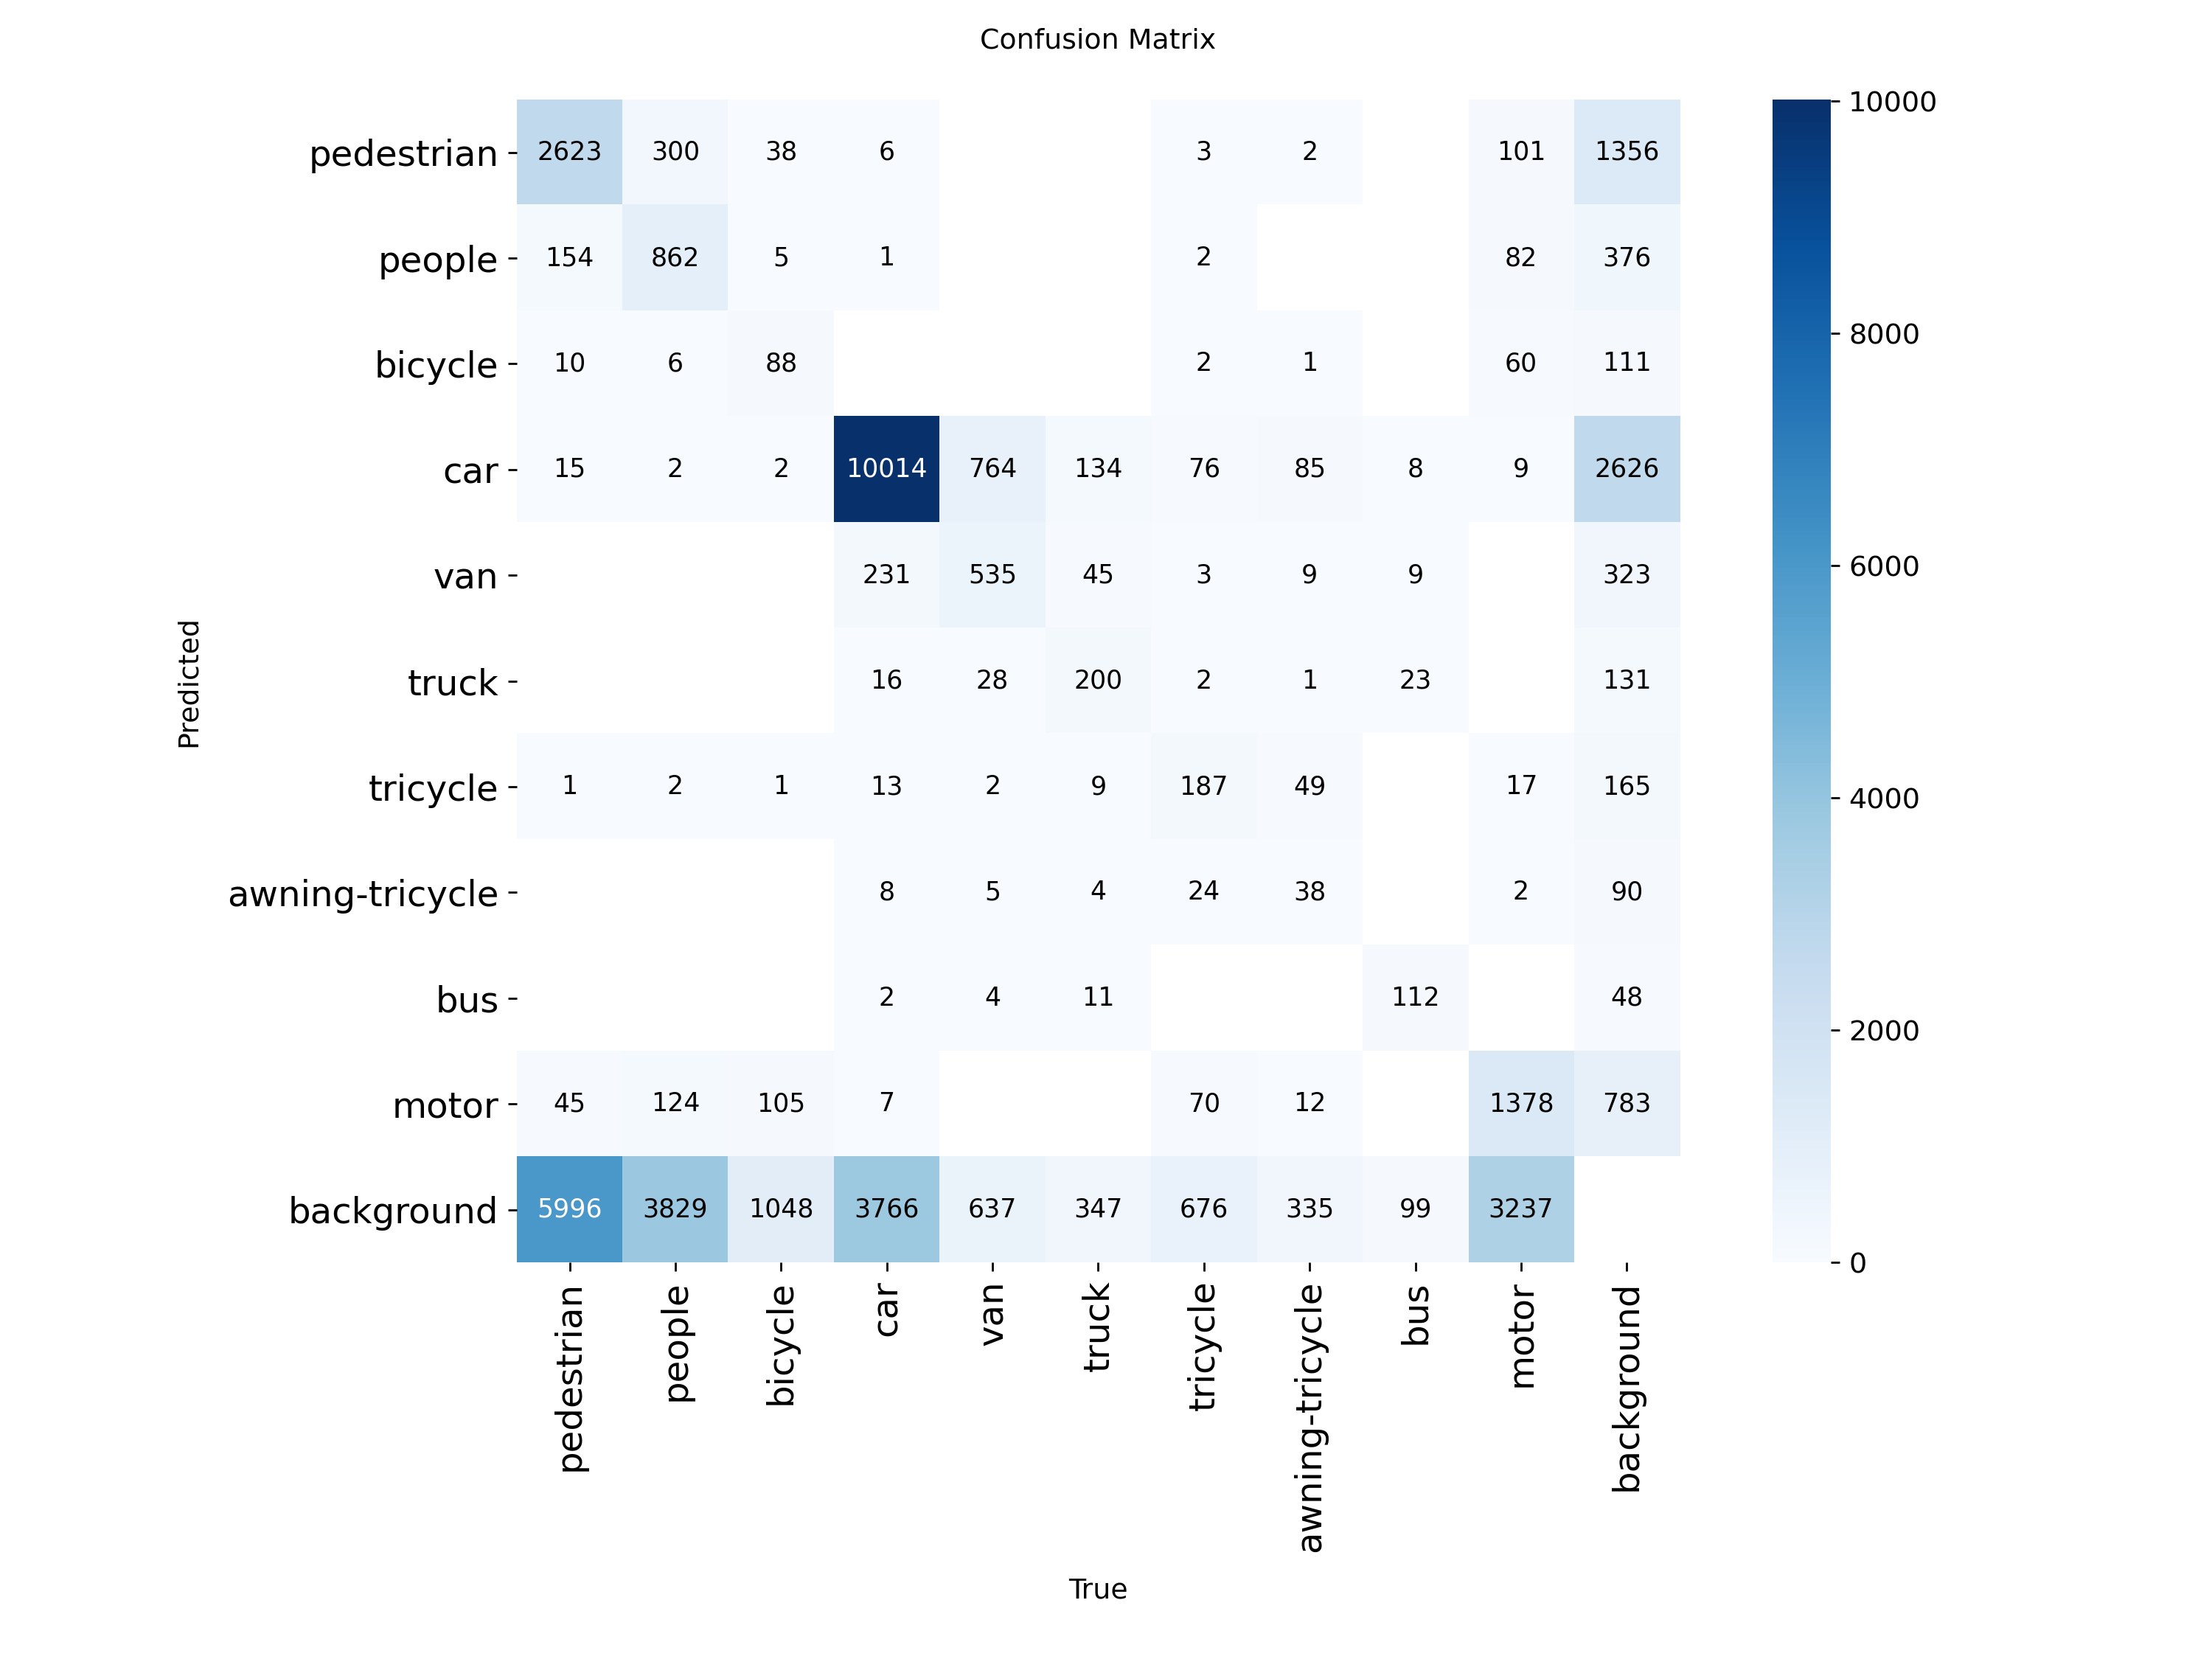 Confusion Matrix
pedestrian 2623 300 38 6 3 2 101 1356
people 154 862 5 1 2 82 376
bicycle 10 6 88 2 1 60 111
car 15 2 2 10014 764 134 76 85 8 9 2626
van 231 535 45 3 9 9 323
truck 16 28 200 2 1 23 131
tricycle 1 2 1 13 2 9 187 49 17 165
awning-tricycle 8 5 4 24 38 2 90
bus 2 4 11 112 48
motor 45 124 105 7 70 12 1378 783
background 5996 3829 1048 3766 637 347 676 335 99 3237
pedestrian people bicycle car van truck tricycle awning-tricycle bus motor background
True
Predicted
10000
8000
6000
4000
2000
0